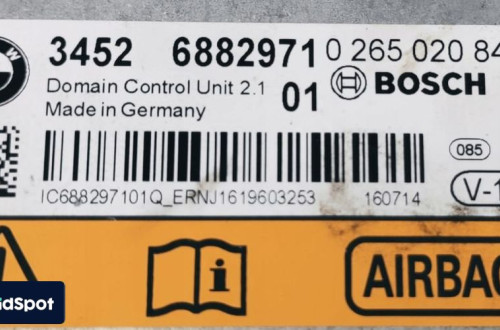 3452 6882971 0 265 020 84
Domain Control Unit 2.1 01 BOSCH
Made in Germany
085
V-1
IC688297101Q_ERNJ1619603253 160714
i AIRBAG
idSpot